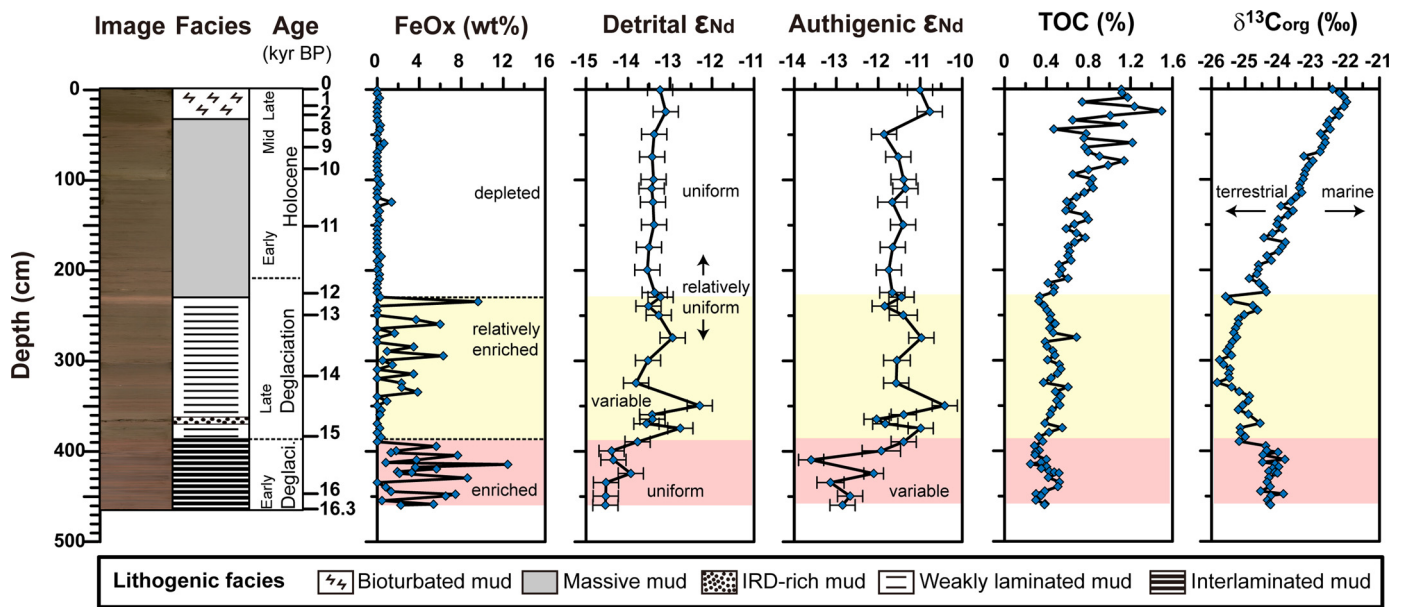 Image Facies Age FeOx (wt%) Detrital εNd Authigenic εNd TOC (%) δ13Corg (‰)
(kyr BP)
0 4 8 12 16
-15 -14 -13 -12 -11
-14 -13 -12 -11 -10
0 0.4 0.8 1.2 1.6
-26 -25 -24 -23 -22 -21
Depth (cm)
0
100
200
300
400
500
Late
Mid
Early
Holocene
Late
Deglaciation
Early
Deglaci.
0
1
2
8
9
10
11
12
13
14
15
16
16.3
depleted
relatively
enriched
enriched
uniform
relatively
uniform
variable
uniform
variable
terrestrial marine
Lithogenic facies Bioturbated mud Massive mud IRD-rich mud Weakly laminated mud Interlaminated mud